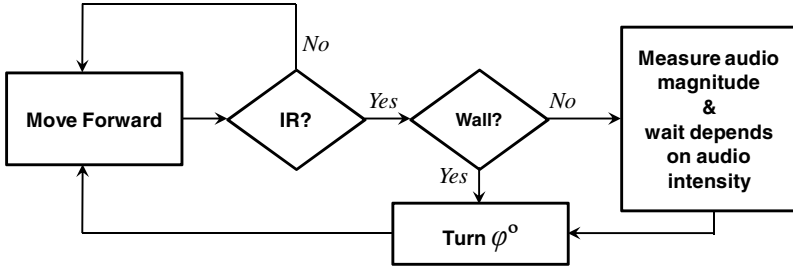 No
Move Forward
IR?
Yes
Wall?
No
Measure audio
magnitude
&
wait depends
on audio
intensity
Yes
Turn φ°